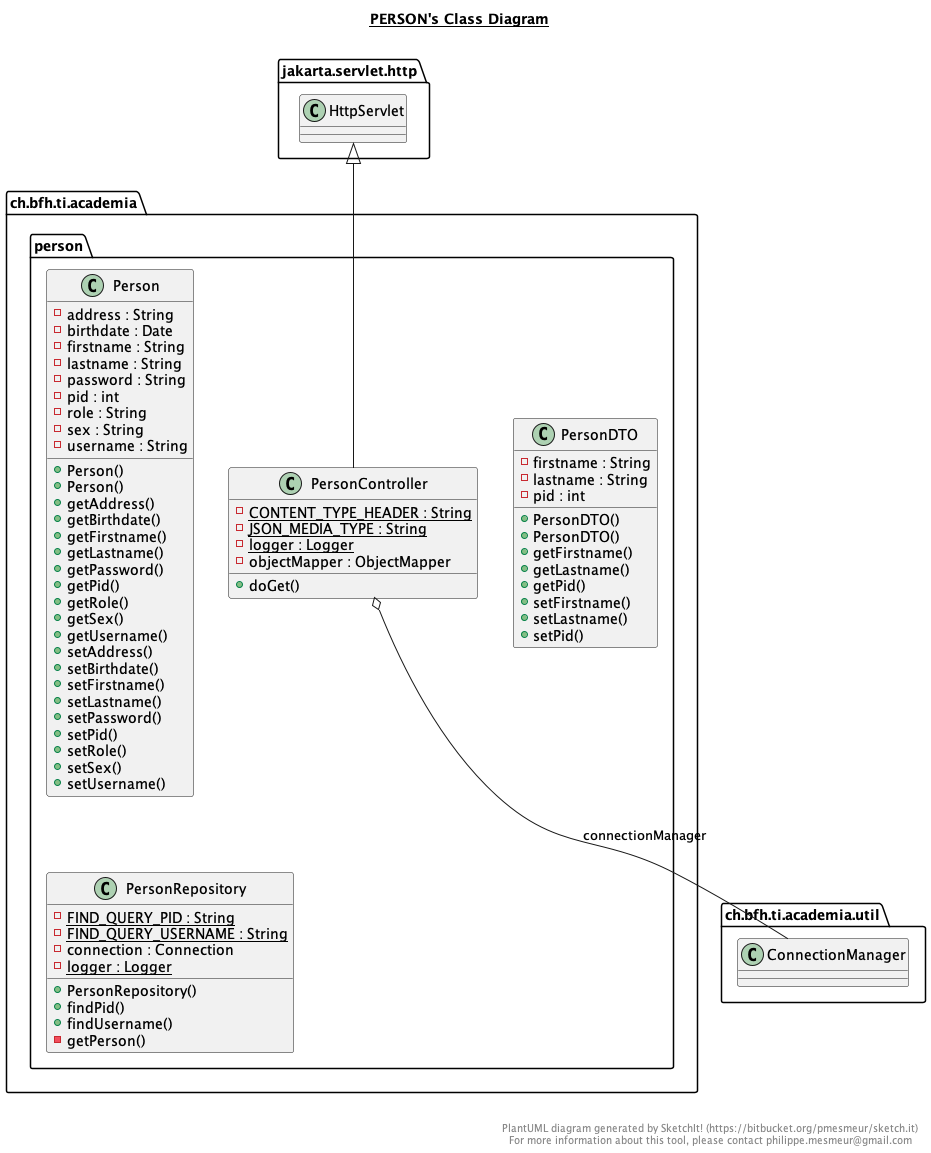 PERSON's Class Diagram
jakarta.servlet.http
C HttpServlet
ch.bfh.ti.academia
person
C Person
address : String
birthdate : Date
firstname : String
lastname : String
password : String
pid : int
role : String
sex : String
username : String
Person()
Person()
getAddress()
getBirthdate()
getFirstname()
getLastname()
getPassword()
getPid()
getRole()
getSex()
getUsername()
setAddress()
setBirthdate()
setFirstname()
setLastname()
setPassword()
setPid()
setRole()
setSex()
setUsername()
C PersonController
CONTENT_TYPE_HEADER : String
JSON_MEDIA_TYPE : String
logger : Logger
objectMapper : ObjectMapper
doGet()
C PersonDTO
firstname : String
lastname : String
pid : int
PersonDTO()
PersonDTO()
getFirstname()
getLastname()
getPid()
setFirstname()
setLastname()
setPid()
connectionManager
C PersonRepository
FIND_QUERY_PID : String
FIND_QUERY_USERNAME : String
connection : Connection
logger : Logger
PersonRepository()
findPid()
findUsername()
getPerson()
ch.bfh.ti.academia.util
C ConnectionManager
PlantUML diagram generated by SketchIt! (https://bitbucket.org/pmesmeur/sketch.it)
For more information about this tool, please contact philippe.mesmeur@gmail.com